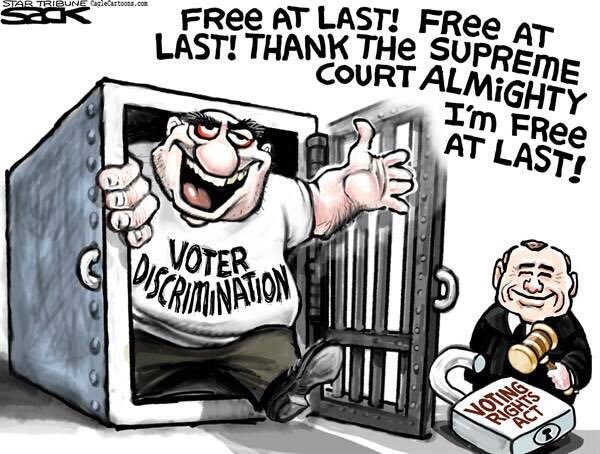 STAR TRIBUNE CagleCartoons.com
SACK
FRee AT LAST! FRee AT
LAST! THANK THe SUPReMe
COURT ALMiGHTY
I'm FRee
AT LAST!
VOTER
DISCRIMINATION
VOTING
RIGHTS
ACT